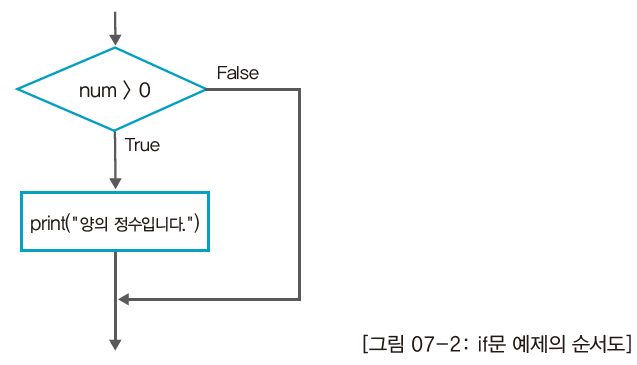 num > 0
False
True
print("양의 정수입니다.")
[그림 07-2: if문 예제의 순서도]